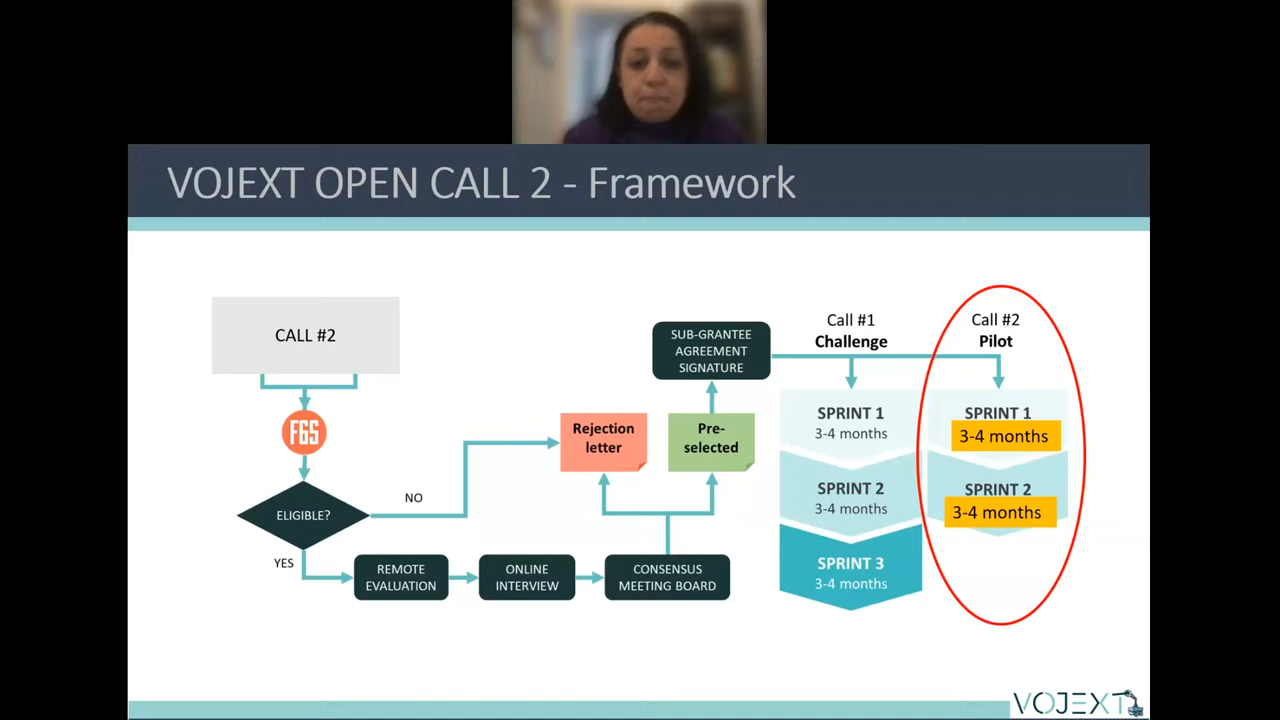 VOJEXT OPEN CALL 2 - Framework
CALL #2
F6S
ELIGIBLE?
NO
YES
REMOTE
EVALUATION
ONLINE
INTERVIEW
CONSENSUS
MEETING BOARD
Rejection
letter
Pre-
selected
SUB-GRANTEE
AGREEMENT
SIGNATURE
Call #1
Challenge
SPRINT 1
3-4 months
SPRINT 2
3-4 months
SPRINT 3
3-4 months
Call #2
Pilot
SPRINT 1
3-4 months
SPRINT 2
3-4 months
VOJEXT